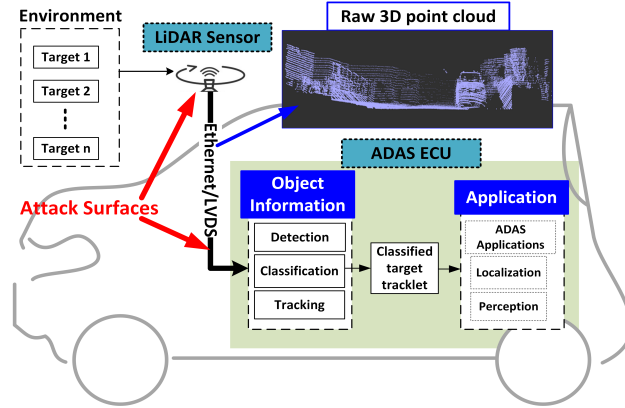 Environment
Target 1
Target 2
Target n
LiDAR Sensor
Raw 3D point cloud
Ethernet/LVDS
Attack Surfaces
ADAS ECU
Object
Information
Detection
Classification
Tracking
Classified
target
tracklet
Application
ADAS
Applications
Localization
Perception